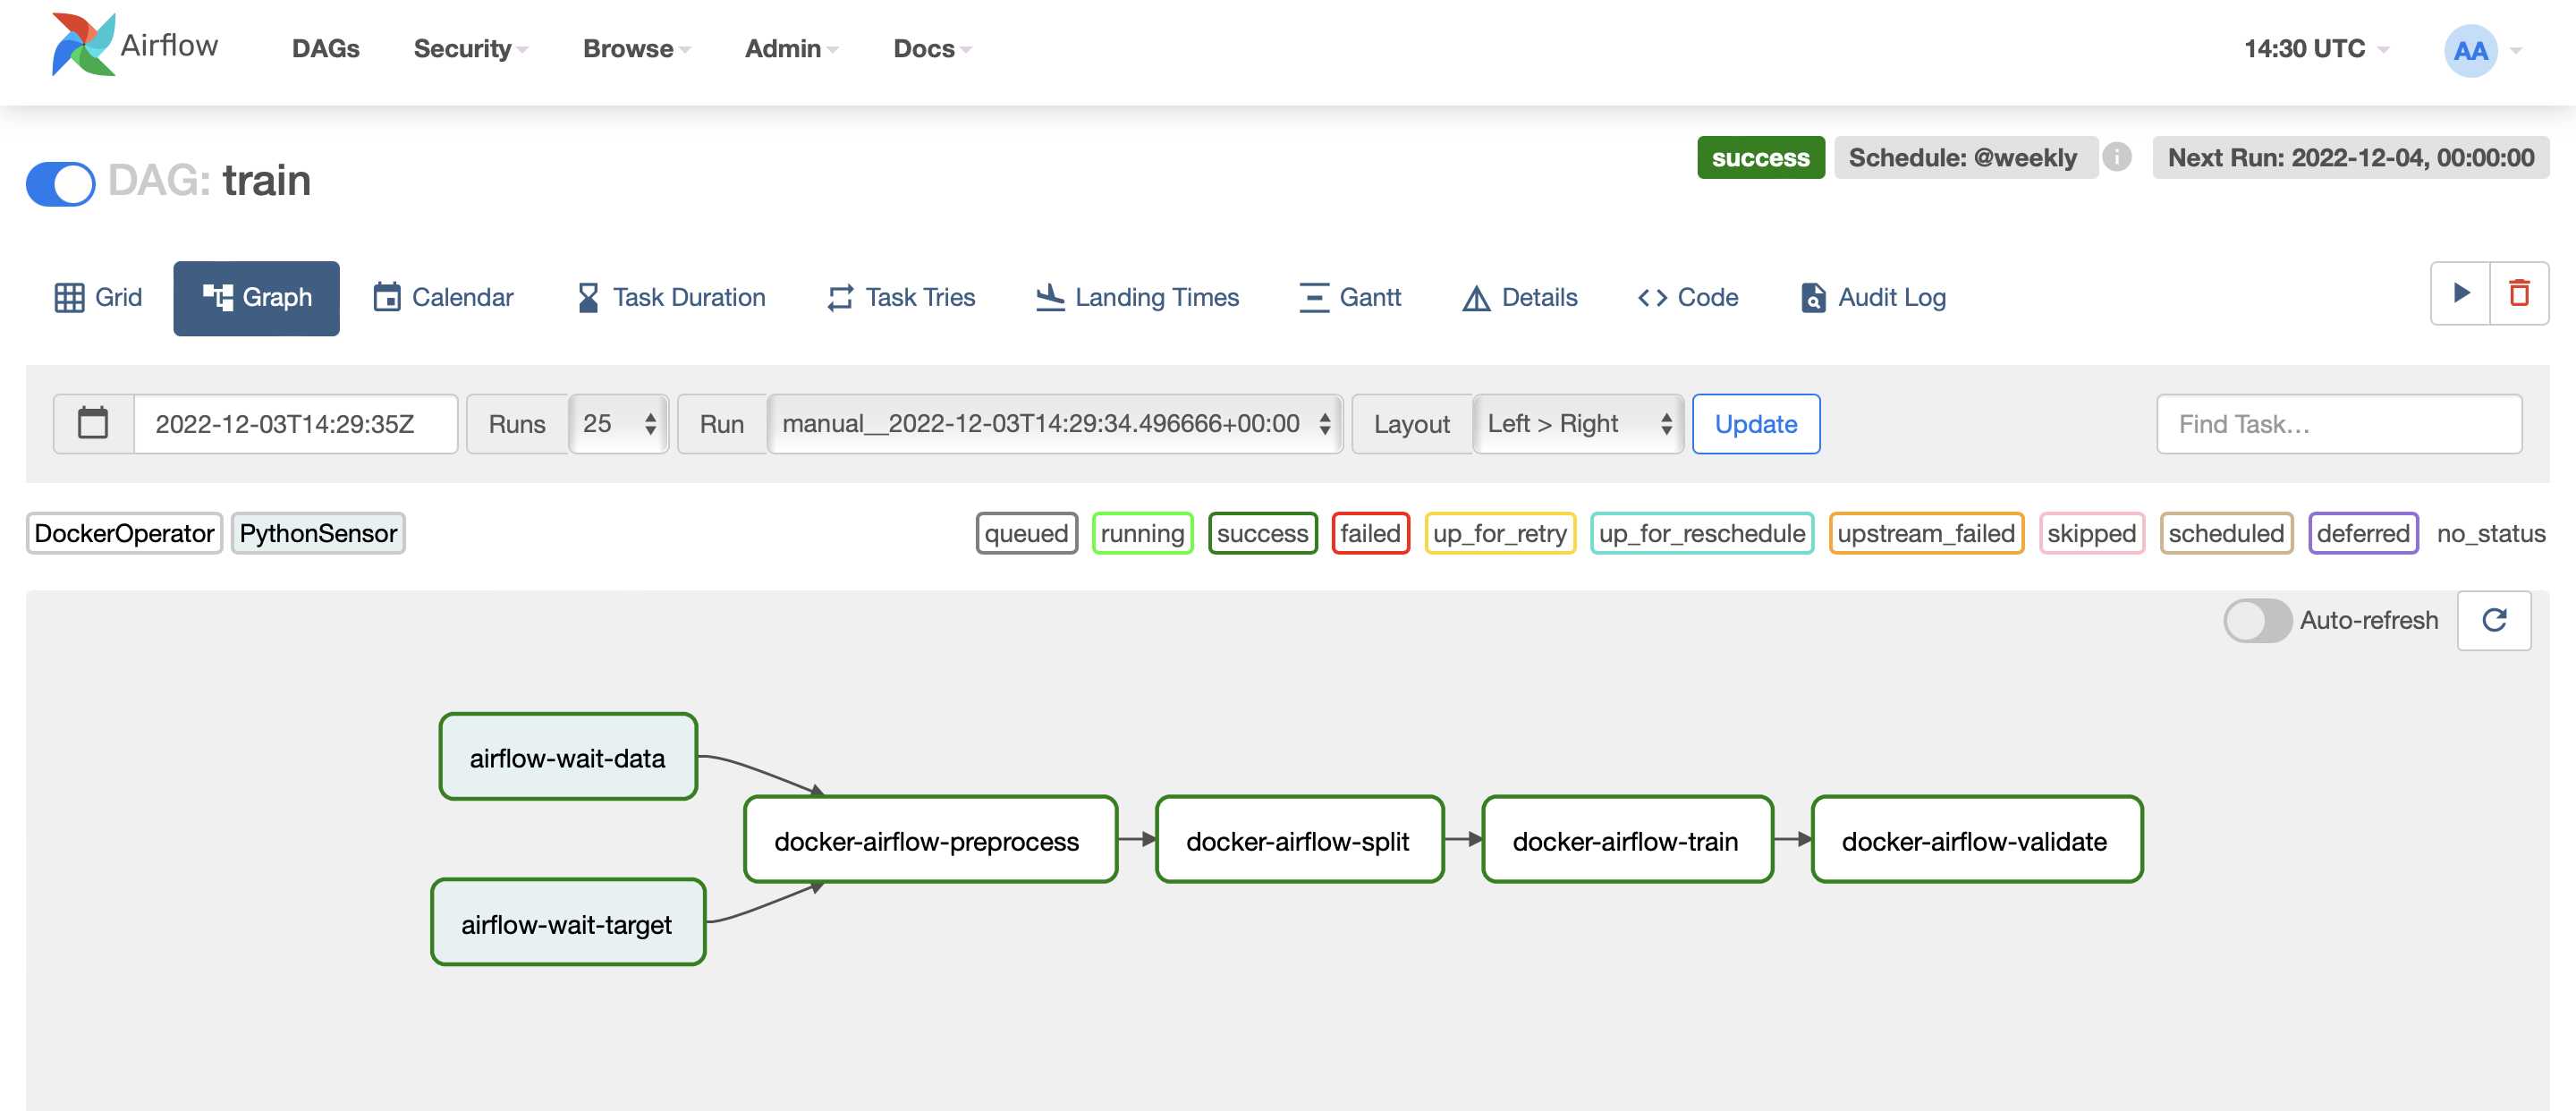 Airflow DAGs Security Browse Admin Docs 14:30 UTC AA
DAG: train success Schedule: @weekly i Next Run: 2022-12-04, 00:00:00
Grid Graph Calendar Task Duration Task Tries Landing Times Gantt Details Code Audit Log
2022-12-03T14:29:35Z Runs 25 Run manual__2022-12-03T14:29:34.496666+00:00 Layout Left > Right Update Find Task...
DockerOperator PythonSensor queued running success failed up_for_retry up_for_reschedule upstream_failed skipped scheduled deferred no_status
Auto-refresh
airflow-wait-data
docker-airflow-preprocess docker-airflow-split docker-airflow-train docker-airflow-validate
airflow-wait-target